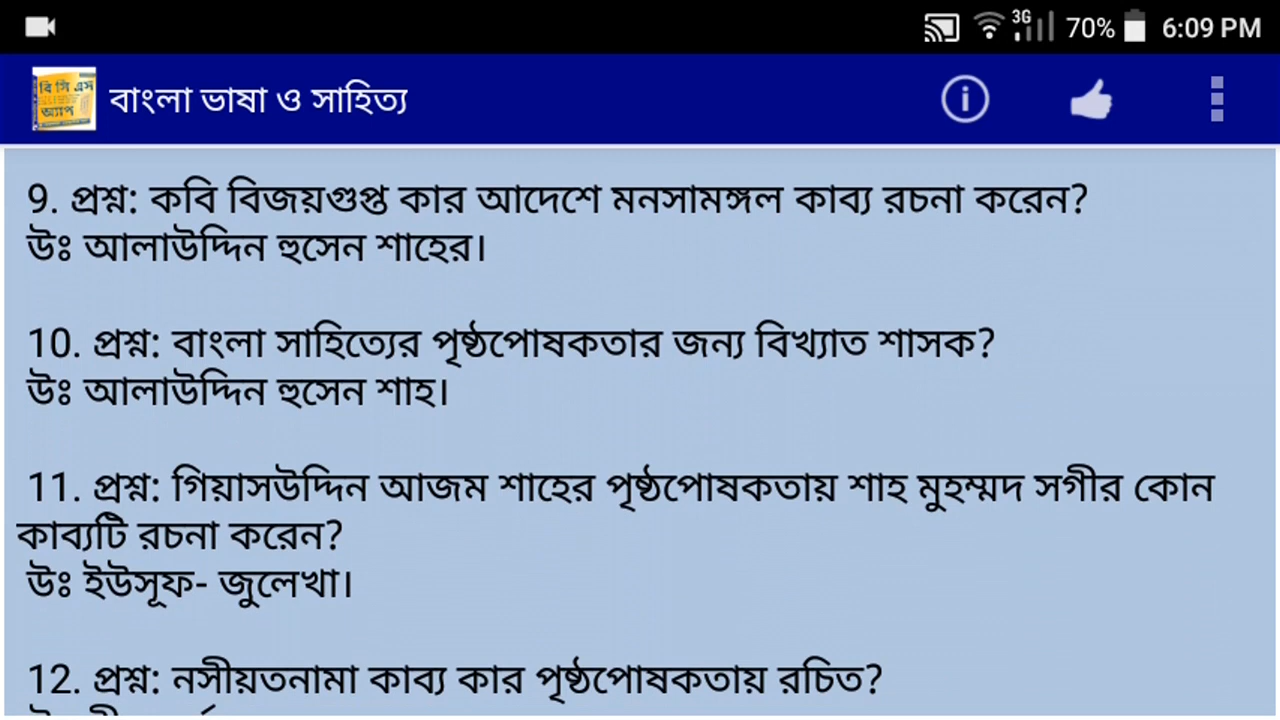 3G 70% 6:09 PM
বি সি এস
অ্যাপ
বাংলা ভাষা ও সাহিত্য
9. প্রশ্ন: কবি বিজয়গুপ্ত কার আদেশে মনসামঙ্গল কাব্য রচনা করেন?
উঃ আলাউদ্দিন হুসেন শাহের।
10. প্রশ্ন: বাংলা সাহিত্যের পৃষ্ঠপোষকতার জন্য বিখ্যাত শাসক?
উঃ আলাউদ্দিন হুসেন শাহ।
11. প্রশ্ন: গিয়াসউদ্দিন আজম শাহের পৃষ্ঠপোষকতায় শাহ মুহম্মদ সগীর কোন
কাব্যটি রচনা করেন?
উঃ ইউসূফ- জুলেখা।
12. প্রশ্ন: নসীয়তনামা কাব্য কার পৃষ্ঠপোষকতায় রচিত?